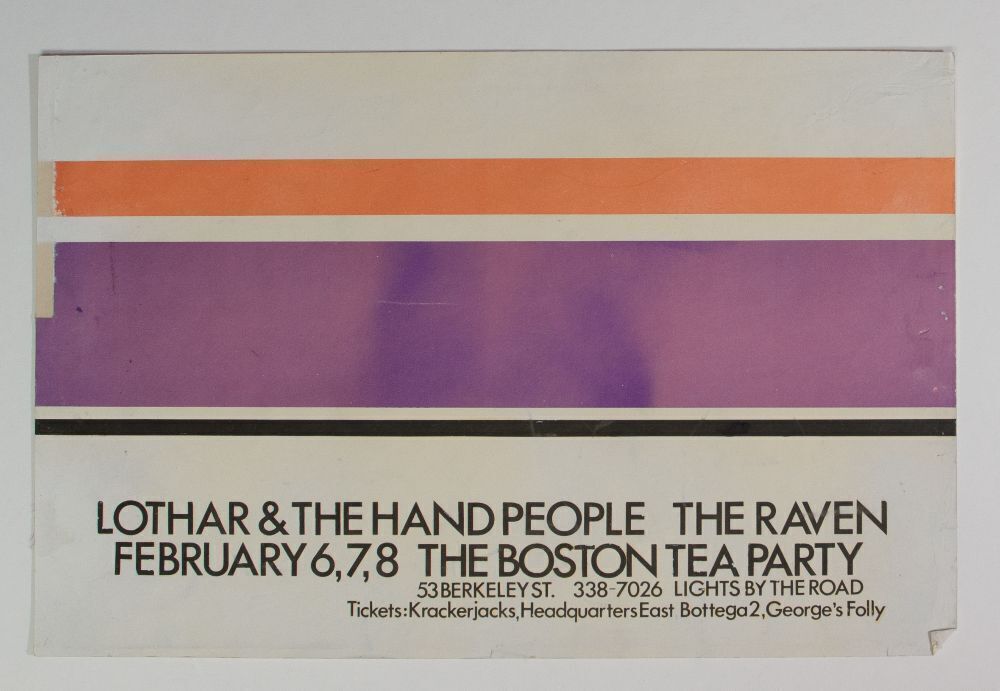 LOTHAR & THE HAND PEOPLE THE RAVEN
FEBRUARY 6,7,8 THE BOSTON TEA PARTY
53 BERKELEY ST. 338-7026 LIGHTS BY THE ROAD
Tickets: Krackerjacks, Headquarters East Bottega 2, George's Folly